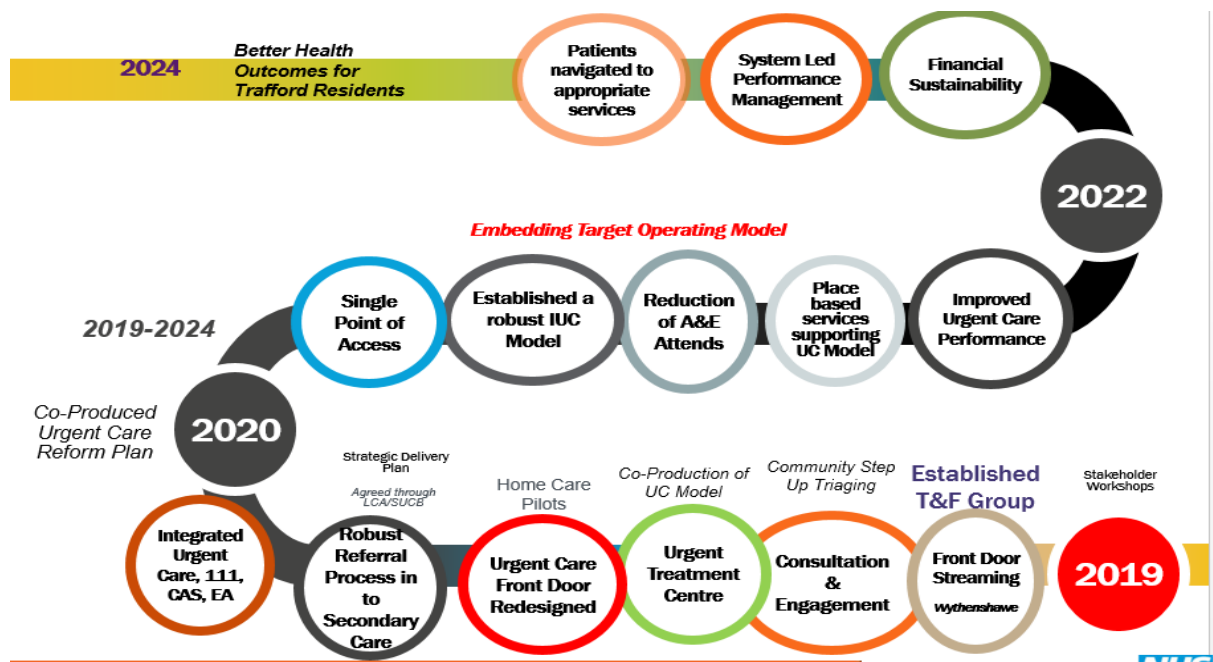 2024
Better Health
Outcomes for
Trafford Residents
Patients
navigated to
appropriate
services
System Led
Performance
Management
Financial
Sustainability
2022
Embedding Target Operating Model
2019-2024
Single
Point of
Access
Established a
robust IUC
Model
Reduction
of A&E
Attends
Place
based
services
supporting
UC Model
Improved
Urgent Care
Performance
Co-Produced
Urgent Care
Reform Plan
2020
Strategic Delivery
Plan
Agreed through
LCA/SUCB
Home Care
Pilots
Co-Production of
UC Model
Community Step
Up Triaging
Established
T&F Group
Stakeholder
Workshops
Integrated
Urgent
Care, 111,
CAS, EA
Robust
Referral
Process in
to
Secondary
Care
Urgent Care
Front Door
Redesigned
Urgent
Treatment
Centre
Consultation
&
Engagement
Front Door
Streaming
Wythenshawe
2019
NHS